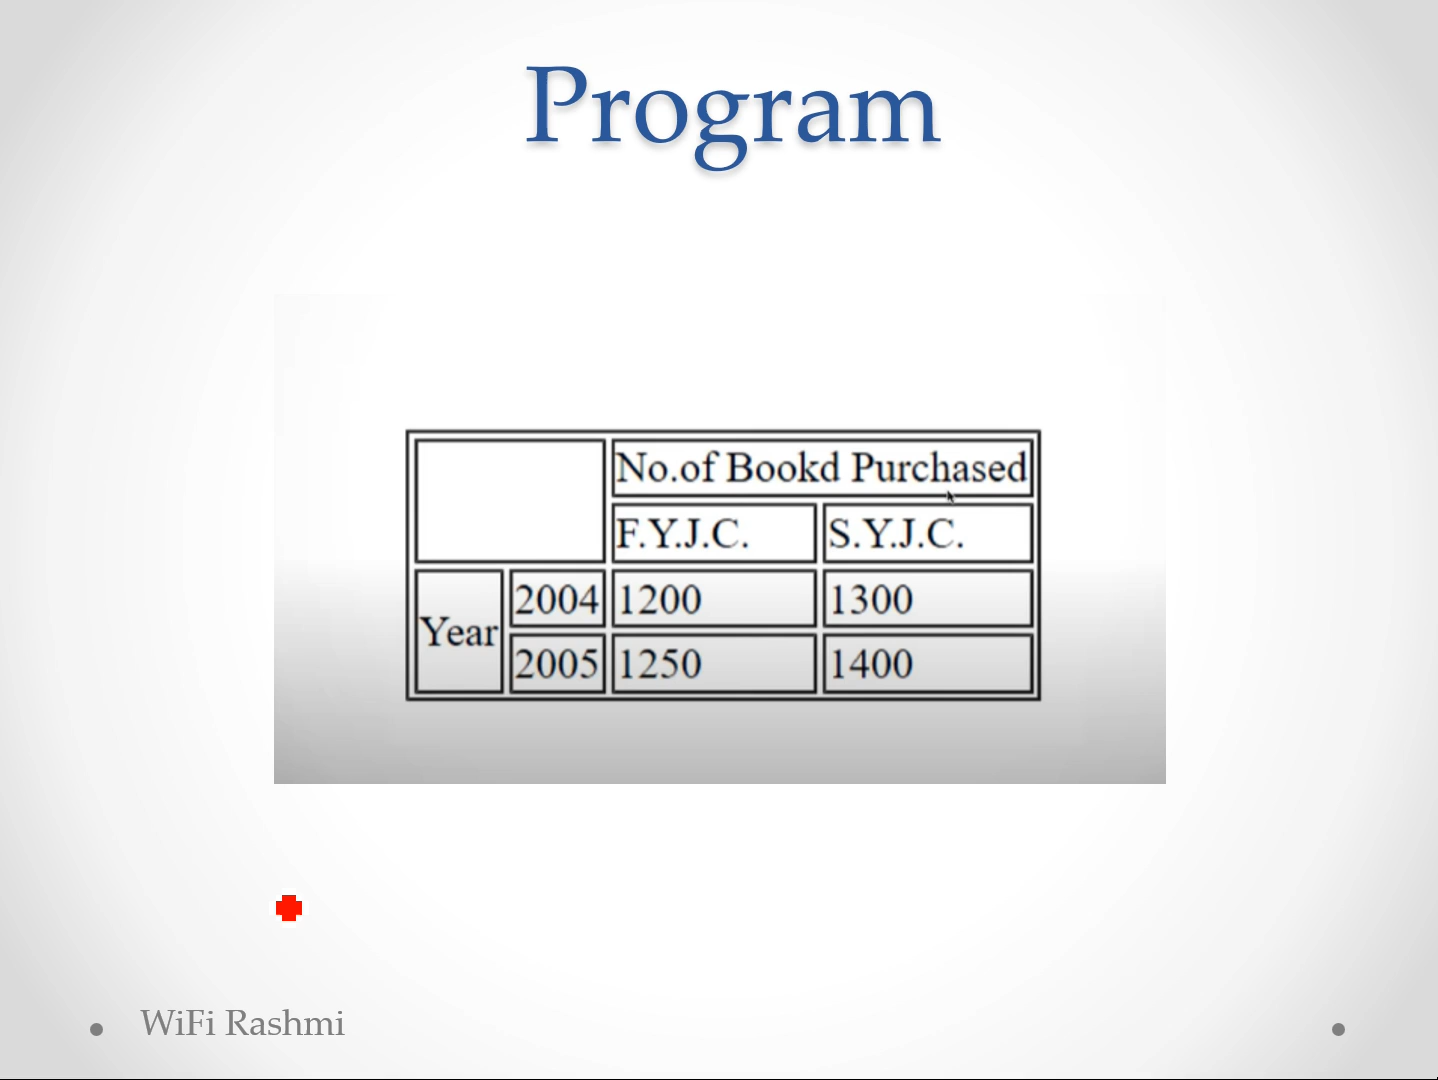 Program
No.of Bookd Purchased
F.Y.J.C. S.Y.J.C.
Year
2004 1200 1300
2005 1250 1400
WiFi Rashmi